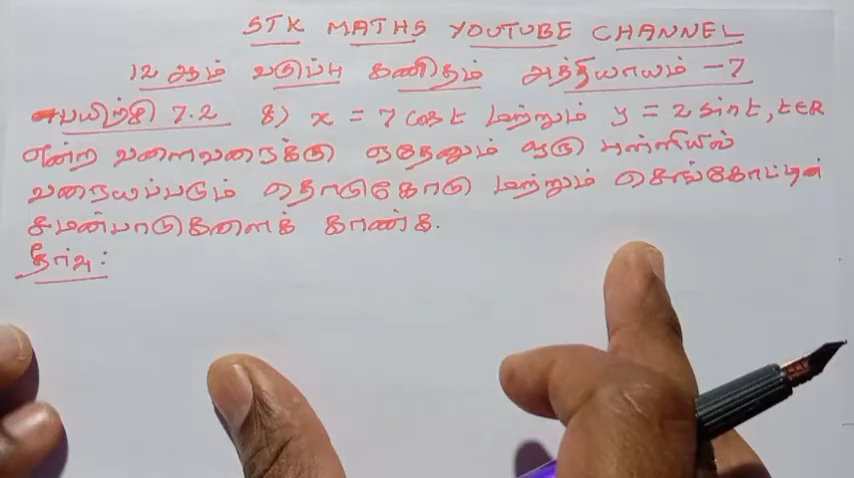 STK MATHS YOUTUBE CHANNEL
12 ஆம் வகுப்பு கணிதம் அத்தியாயம் - 7
பயிற்சி 7.2 8) x = 7 cos t மற்றும் y = 2 sin t, t ∈ R
என்ற வளைவரைக்கு ஏதேனும் ஒரு புள்ளியில்
வரையப்படும் தொடுகோடு மற்றும் செங்கோட்டின்
சமன்பாடுகளைக் காண்க.
தீர்வு: